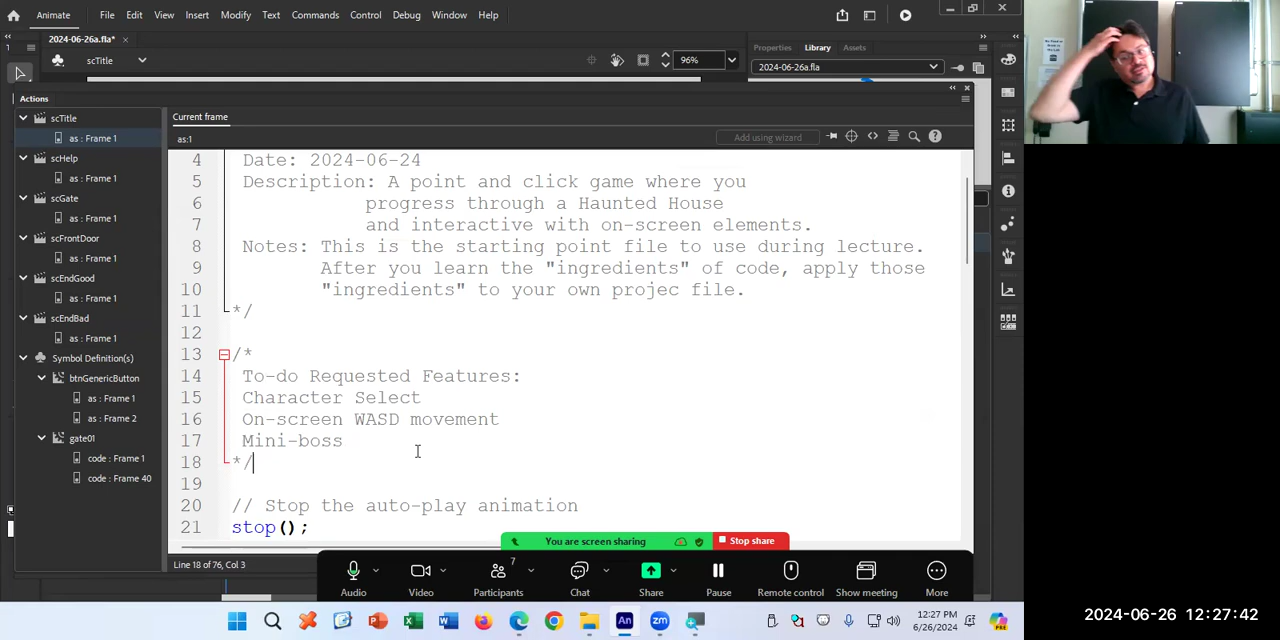 Animate File Edit View Insert Modify Text Commands Control Debug Window Help
2024-06-26a.fla* ×
scTitle 96%
Properties Library Assets
2024-06-26a.fla
Actions
scTitle
as : Frame 1
scHelp
as : Frame 1
scGate
as : Frame 1
scFrontDoor
as : Frame 1
scEndGood
as : Frame 1
scEndBad
as : Frame 1
Symbol Definition(s)
btnGenericButton
as : Frame 1
as : Frame 2
gate01
code : Frame 1
code : Frame 40
Current frame
as:1 Add using wizard
4 Date: 2024-06-24
5 Description: A point and click game where you
6 progress through a Haunted House
7 and interactive with on-screen elements.
8 Notes: This is the starting point file to use during lecture.
9 After you learn the "ingredients" of code, apply those
10 "ingredients" to your own projec file.
11 */
12
13 /*
14 To-do Requested Features:
15 Character Select
16 On-screen WASD movement
17 Mini-boss
18 */
19
20 // Stop the auto-play animation
21 stop();
Line 18 of 76, Col 3
You are screen sharing Stop share
7
Audio Video Participants Chat Share Pause Remote control Show meeting More
12:27 PM
6/26/2024
2024-06-26 12:27:42